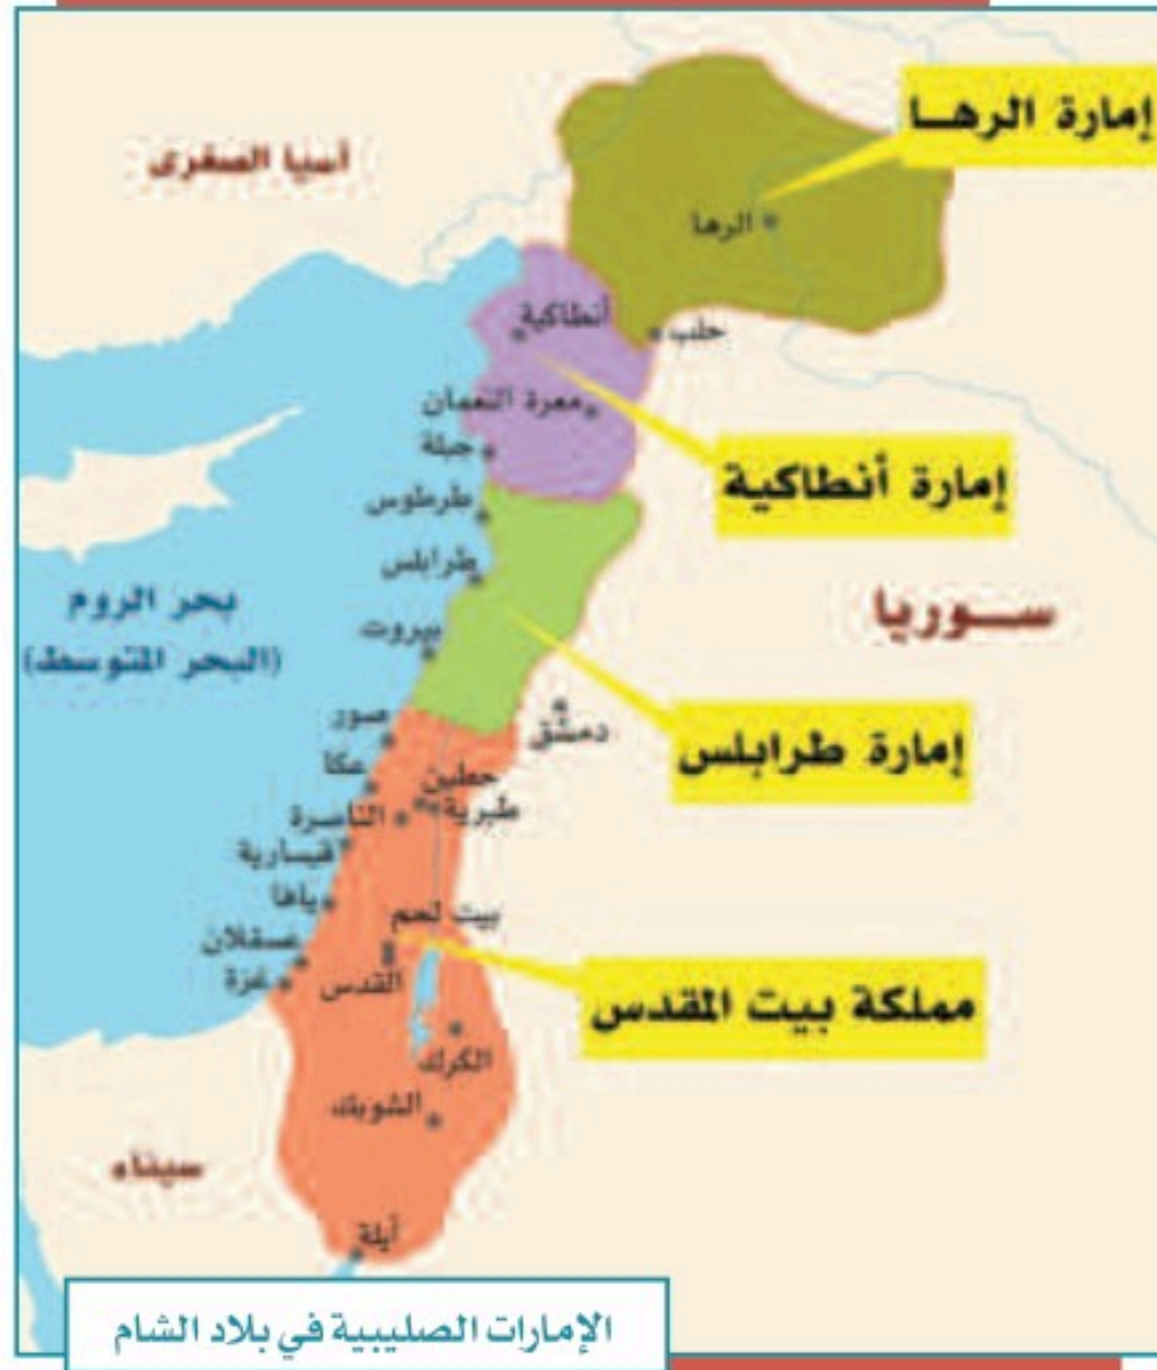 إمارة الرهـا
آسيا الصغرى
الرها
أنطاكية
حلب
معرة النعمان
جبلة
إمارة أنطاكية
طرطوس
طرابلس
سـوريا
بحر الروم
(البحر المتوسط)
بيروت
صور
دمشق
إمارة طرابلس
عكا
حطين
طبرية
الناصرة
قيسارية
يافا
بيت لحم
عسقلان
غزة
القدس
مملكة بيت المقدس
الكرك
الشوبك
سيناء
أيلة
الإمارات الصليبية في بلاد الشام